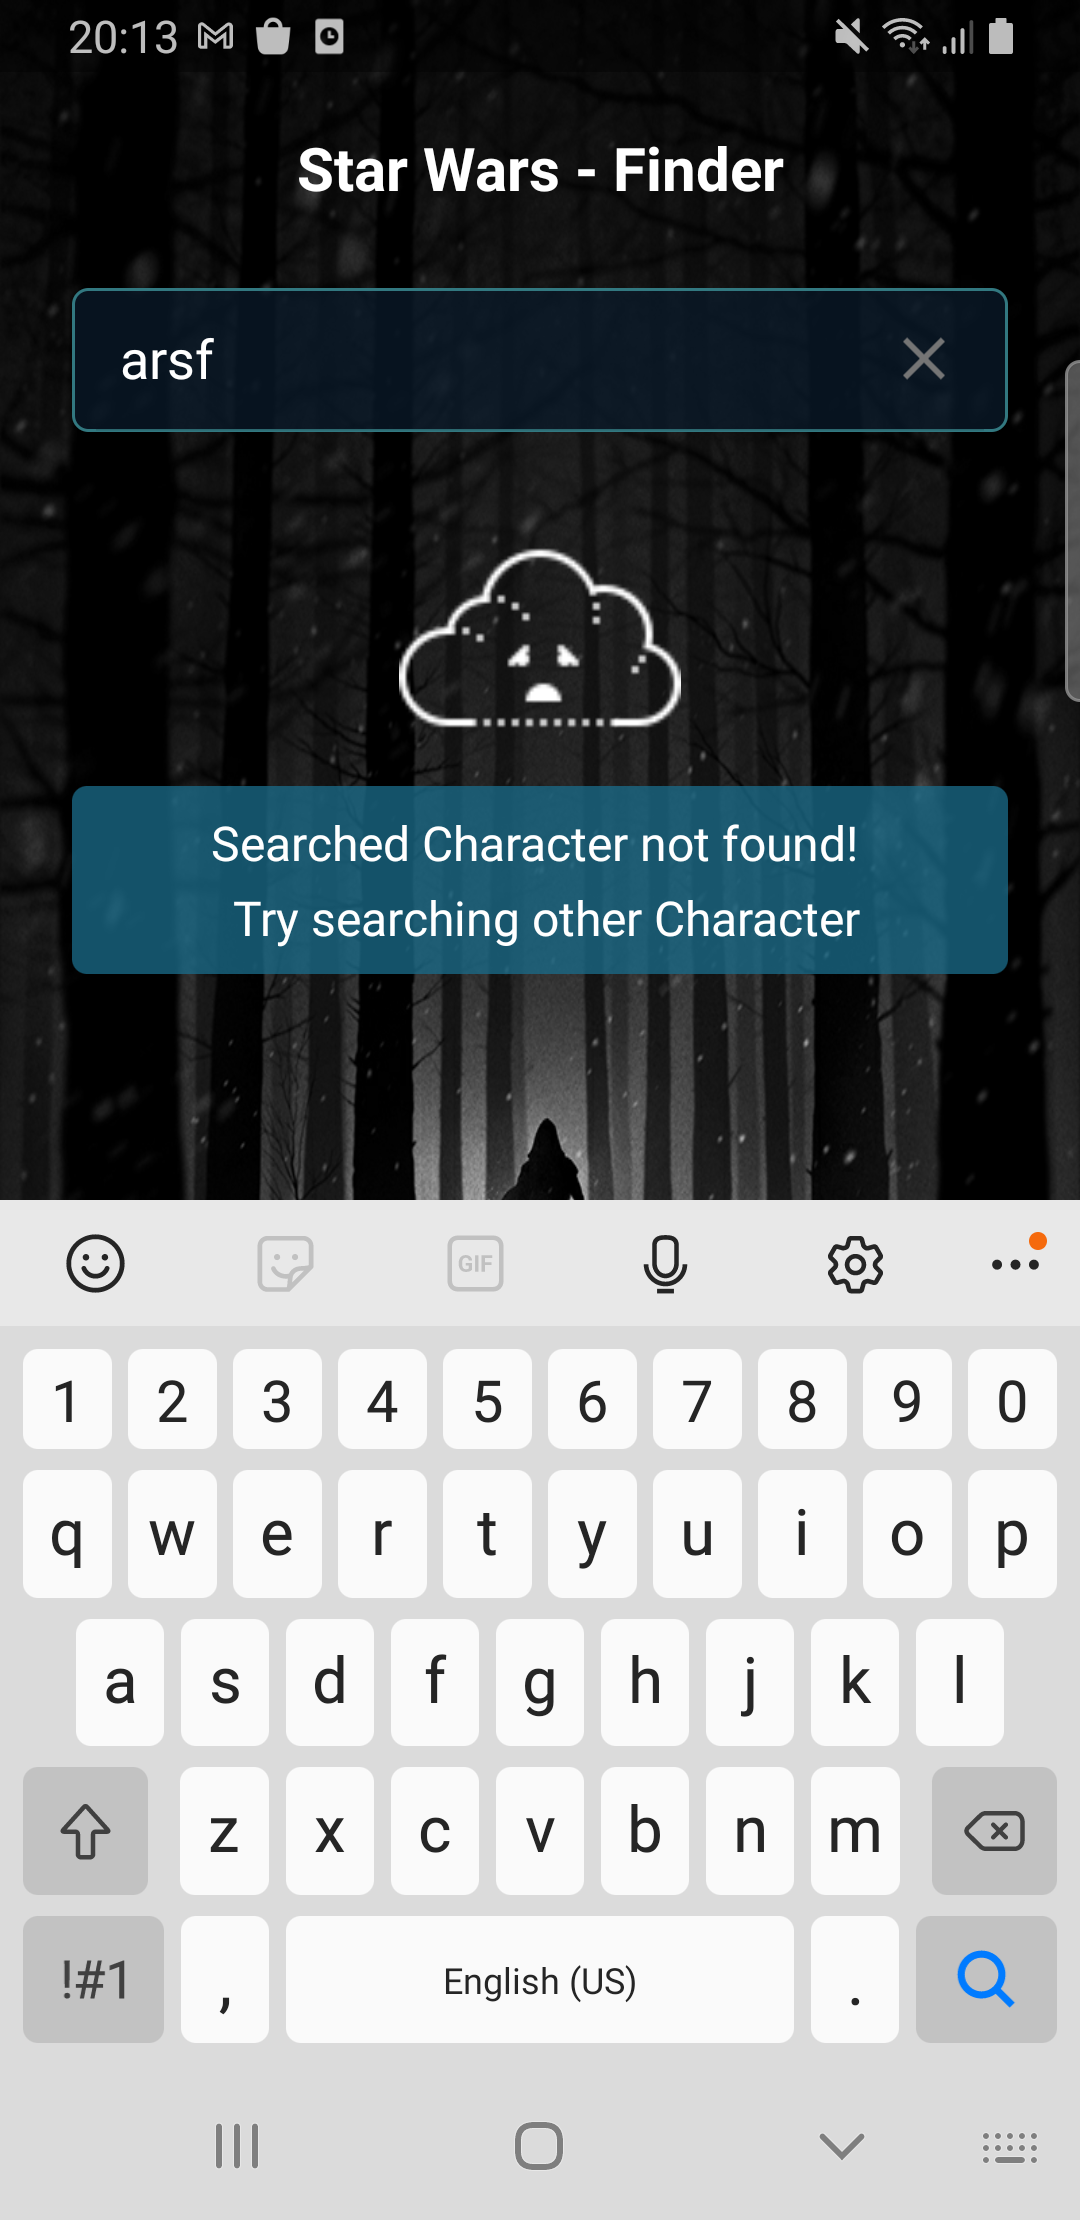 20:13
Star Wars - Finder
arsf
Searched Character not found!
Try searching other Character
GIF
1 2 3 4 5 6 7 8 9 0
q w e r t y u i o p
a s d f g h j k l
z x c v b n m
!#1 , English (US) .